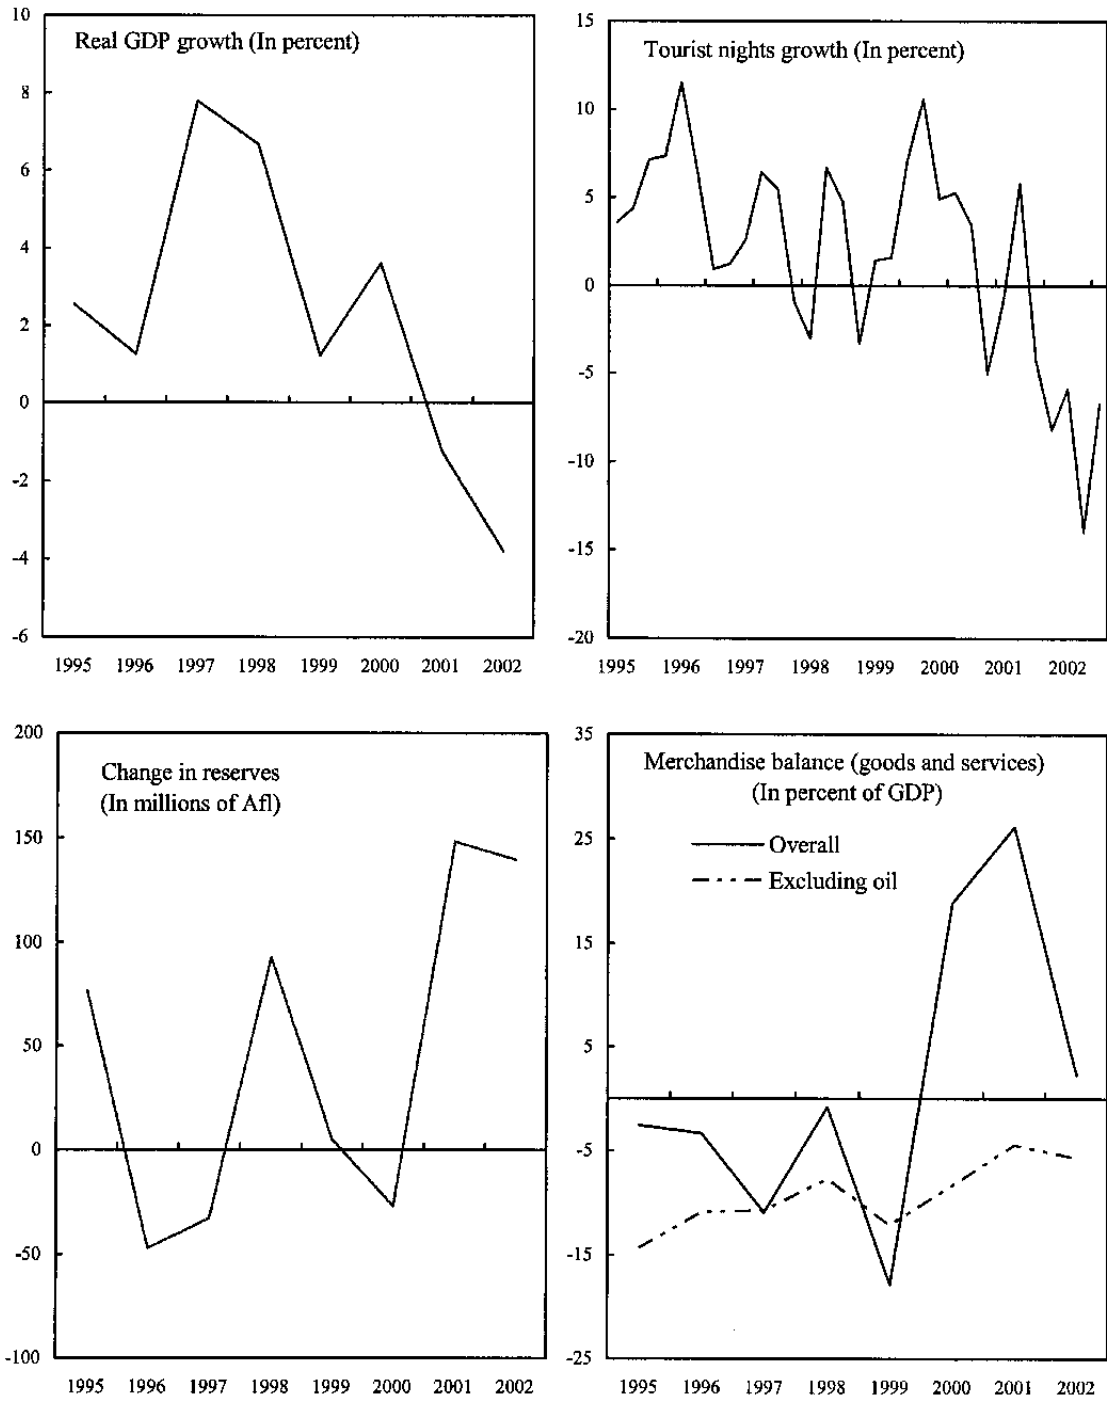 Real GDP growth (In percent)
10
8
6
4
2
0
-2
-4
-6
1995 1996 1997 1998 1999 2000 2001 2002
Tourist nights growth (In percent)
15
10
5
0
-5
-10
-15
-20
1995 1996 1997 1998 1999 2000 2001 2002
Change in reserves
(In millions of Afl)
200
150
100
50
0
-50
-100
1995 1996 1997 1998 1999 2000 2001 2002
Merchandise balance (goods and services)
(In percent of GDP)
Overall
Excluding oil
35
25
15
5
-5
-15
-25
1995 1996 1997 1998 1999 2000 2001 2002